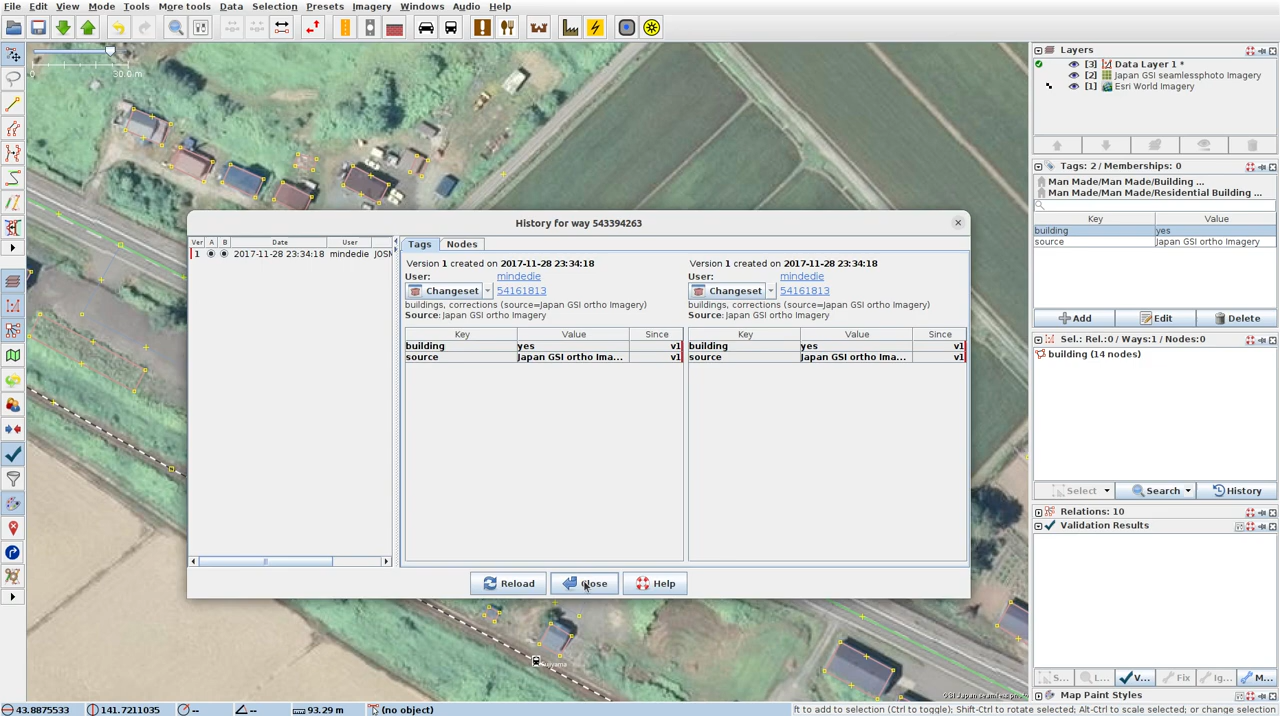 File Edit View Mode Tools More tools Data Selection Presets Imagery Windows Audio Help
0 30.0 m
Layers
[3] Data Layer 1 *
[2] Japan GSI seamlessphoto Imagery
[1] Esri World Imagery
Tags: 2 / Memberships: 0
Man Made/Man Made/Building ...
Man Made/Man Made/Residential Building ...
Key Value
building yes
source Japan GSI ortho Imagery
Add Edit Delete
Sel.: Rel.:0 / Ways:1 / Nodes:0
building (14 nodes)
Select Search History
Relations: 10
Validation Results
S... L... V... Fix Ig... M...
Map Paint Styles
History for way 543394263
Ver A B Date User
1 2017-11-28 23:34:18 mindedie JOSM
Tags Nodes
Version 1 created on 2017-11-28 23:34:18
User: mindedie
Changeset 54161813
buildings, corrections (source=Japan GSI ortho Imagery)
Source: Japan GSI ortho Imagery
Key Value Since
building yes v1
source Japan GSI ortho Ima... v1
Version 1 created on 2017-11-28 23:34:18
User: mindedie
Changeset 54161813
buildings, corrections (source=Japan GSI ortho Imagery)
Source: Japan GSI ortho Imagery
Key Value Since
building yes v1
source Japan GSI ortho Ima... v1
Reload Close Help
43.8875533 141.7211035 -- -- 93.29 m (no object)
ft to add to selection (Ctrl to toggle); Shift-Ctrl to rotate selected; Alt-Ctrl to scale selected; or change selection